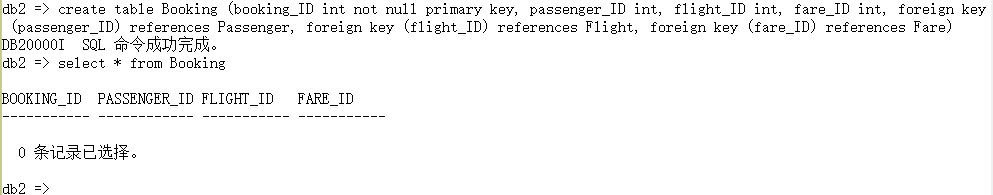 db2 => create table Booking (booking_ID int not null primary key, passenger_ID int, flight_ID int, fare_ID int, foreign key
(passenger_ID) references Passenger, foreign key (flight_ID) references Flight, foreign key (fare_ID) references Fare)
DB20000I  SQL 命令成功完成。
db2 => select * from Booking
BOOKING_ID  PASSENGER_ID FLIGHT_ID   FARE_ID
----------- ------------ ----------- -----------
  0 条记录已选择。
db2 =>